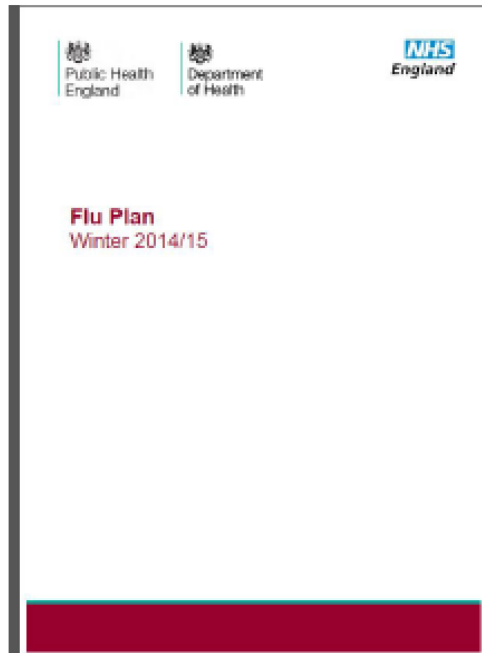 Public Health
England
Department
of Health
NHS
England
Flu Plan
Winter 2014/15